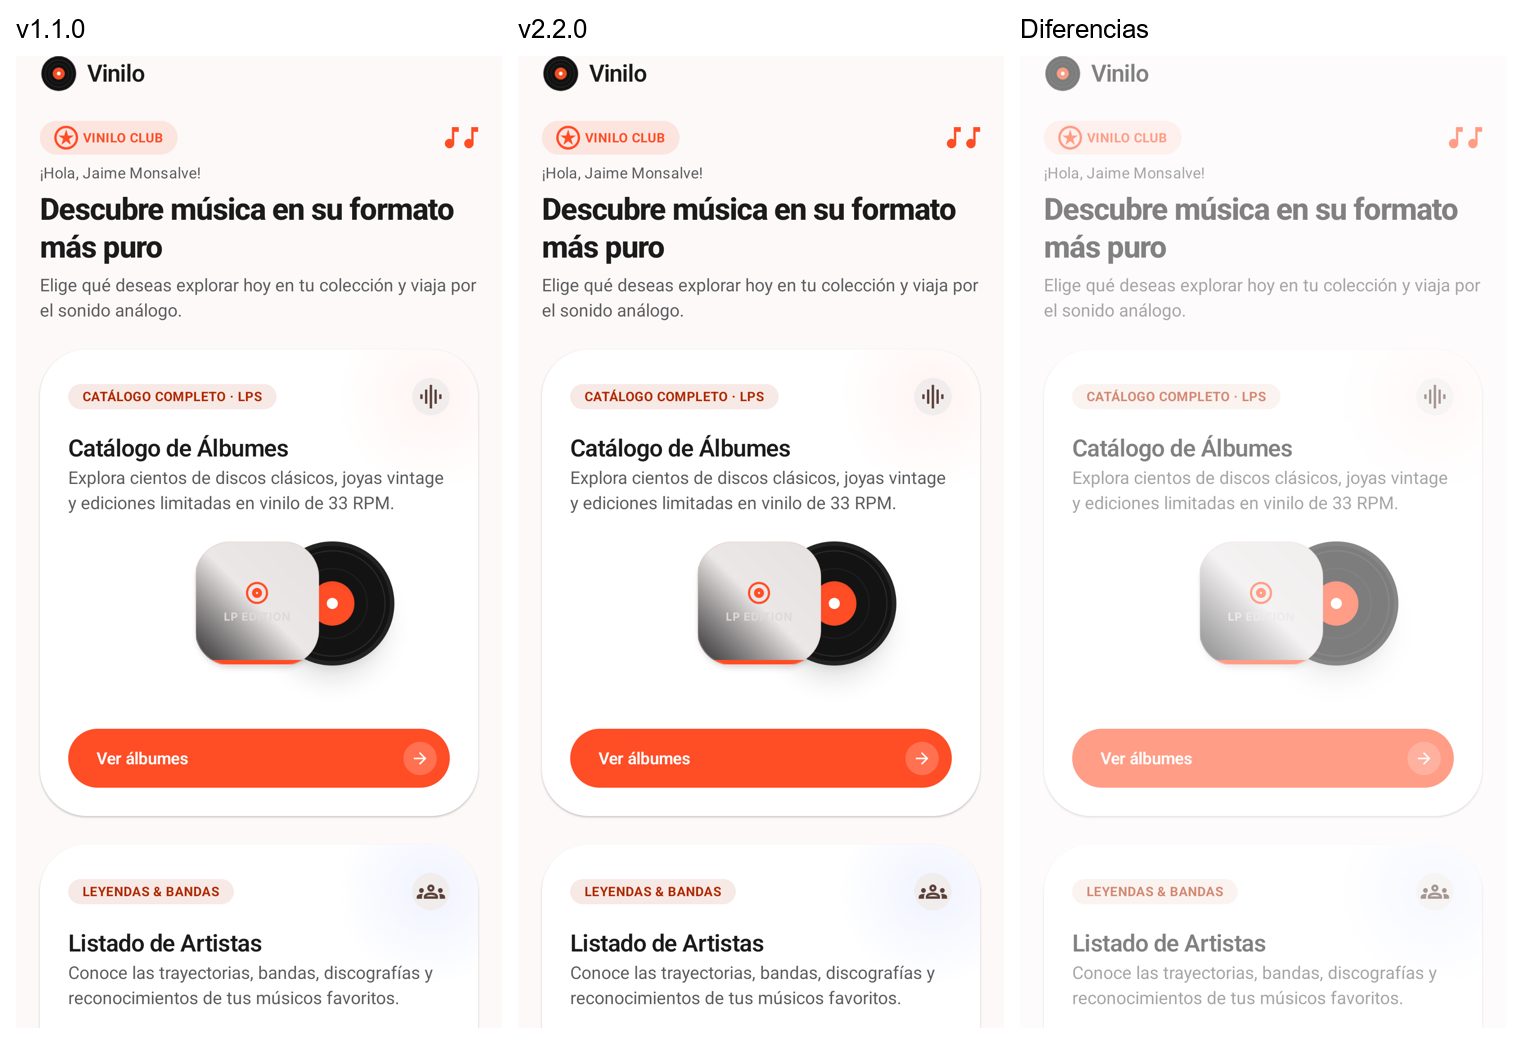 v1.1.0
Vinilo
VINILO CLUB
¡Hola, Jaime Monsalve!
Descubre música en su formato
más puro
Elige qué deseas explorar hoy en tu colección y viaja por
el sonido análogo.
CATÁLOGO COMPLETO · LPS
Catálogo de Álbumes
Explora cientos de discos clásicos, joyas vintage
y ediciones limitadas en vinilo de 33 RPM.
LP EDITION
Ver álbumes
LEYENDAS & BANDAS
Listado de Artistas
Conoce las trayectorias, bandas, discografías y
reconocimientos de tus músicos favoritos.
v2.2.0
Vinilo
VINILO CLUB
¡Hola, Jaime Monsalve!
Descubre música en su formato
más puro
Elige qué deseas explorar hoy en tu colección y viaja por
el sonido análogo.
CATÁLOGO COMPLETO · LPS
Catálogo de Álbumes
Explora cientos de discos clásicos, joyas vintage
y ediciones limitadas en vinilo de 33 RPM.
LP EDITION
Ver álbumes
LEYENDAS & BANDAS
Listado de Artistas
Conoce las trayectorias, bandas, discografías y
reconocimientos de tus músicos favoritos.
Diferencias
Vinilo
VINILO CLUB
¡Hola, Jaime Monsalve!
Descubre música en su formato
más puro
Elige qué deseas explorar hoy en tu colección y viaja por
el sonido análogo.
CATÁLOGO COMPLETO · LPS
Catálogo de Álbumes
Explora cientos de discos clásicos, joyas vintage
y ediciones limitadas en vinilo de 33 RPM.
LP EDITION
Ver álbumes
LEYENDAS & BANDAS
Listado de Artistas
Conoce las trayectorias, bandas, discografías y
reconocimientos de tus músicos favoritos.